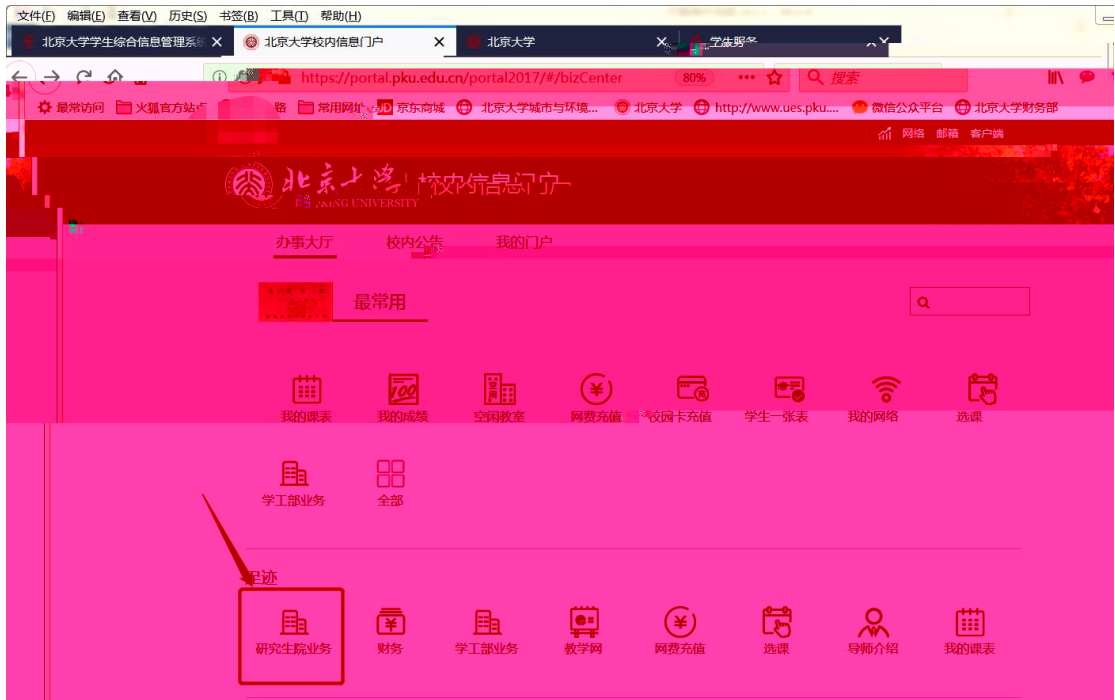 文件(F) 编辑(E) 查看(V) 历史(S) 书签(B) 工具(T) 帮助(H)
北京大学学生综合信息管理系统 北京大学校内信息门户 北京大学
https://portal.pku.edu.cn/portal2017/#/bizCenter 80% 搜索
最常访问 火狐官方站点 常用网址 JD 京东商城 北京大学城市与环境... 北京大学 http://www.ues.pku.... 微信公众平台 北京大学财务部
网络 邮箱 客户端
北京大学 校内信息门户
UNIVERSITY
办事大厅 校内公告 我的门户
最常用
我的课表 我的成绩 空闲教室 网费充值 校园卡充值 学生一张表 我的网络 选课
学工部业务 全部
足迹
研究生院业务 财务 学工部业务 教学网 网费充值 选课 导师介绍 我的课表